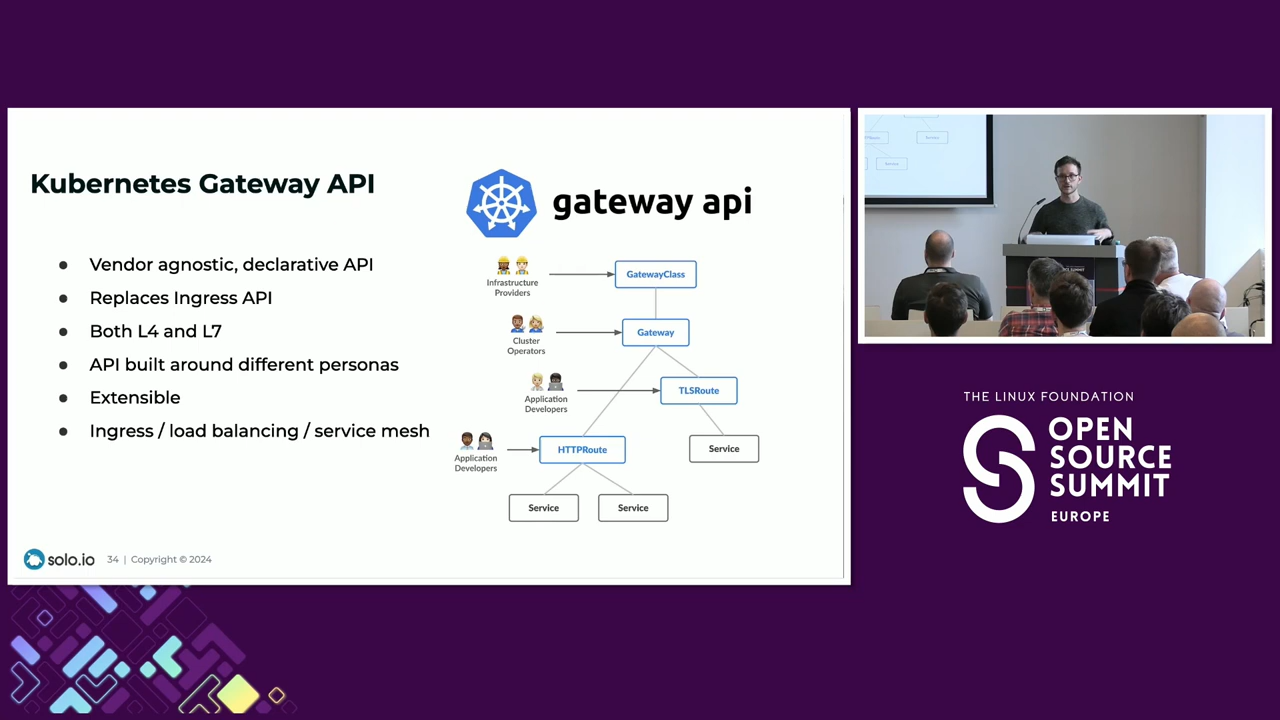 Kubernetes Gateway API
Vendor agnostic, declarative API
Replaces Ingress API
Both L4 and L7
API built around different personas
Extensible
Ingress / load balancing / service mesh
gateway api
Infrastructure
Providers
GatewayClass
Cluster
Operators
Gateway
Application
Developers
TLSRoute
Application
Developers
HTTPRoute
Service
Service
Service
solo.io
34 | Copyright © 2024
THE LINUX FOUNDATION
OPEN
SOURCE
SUMMIT
EUROPE